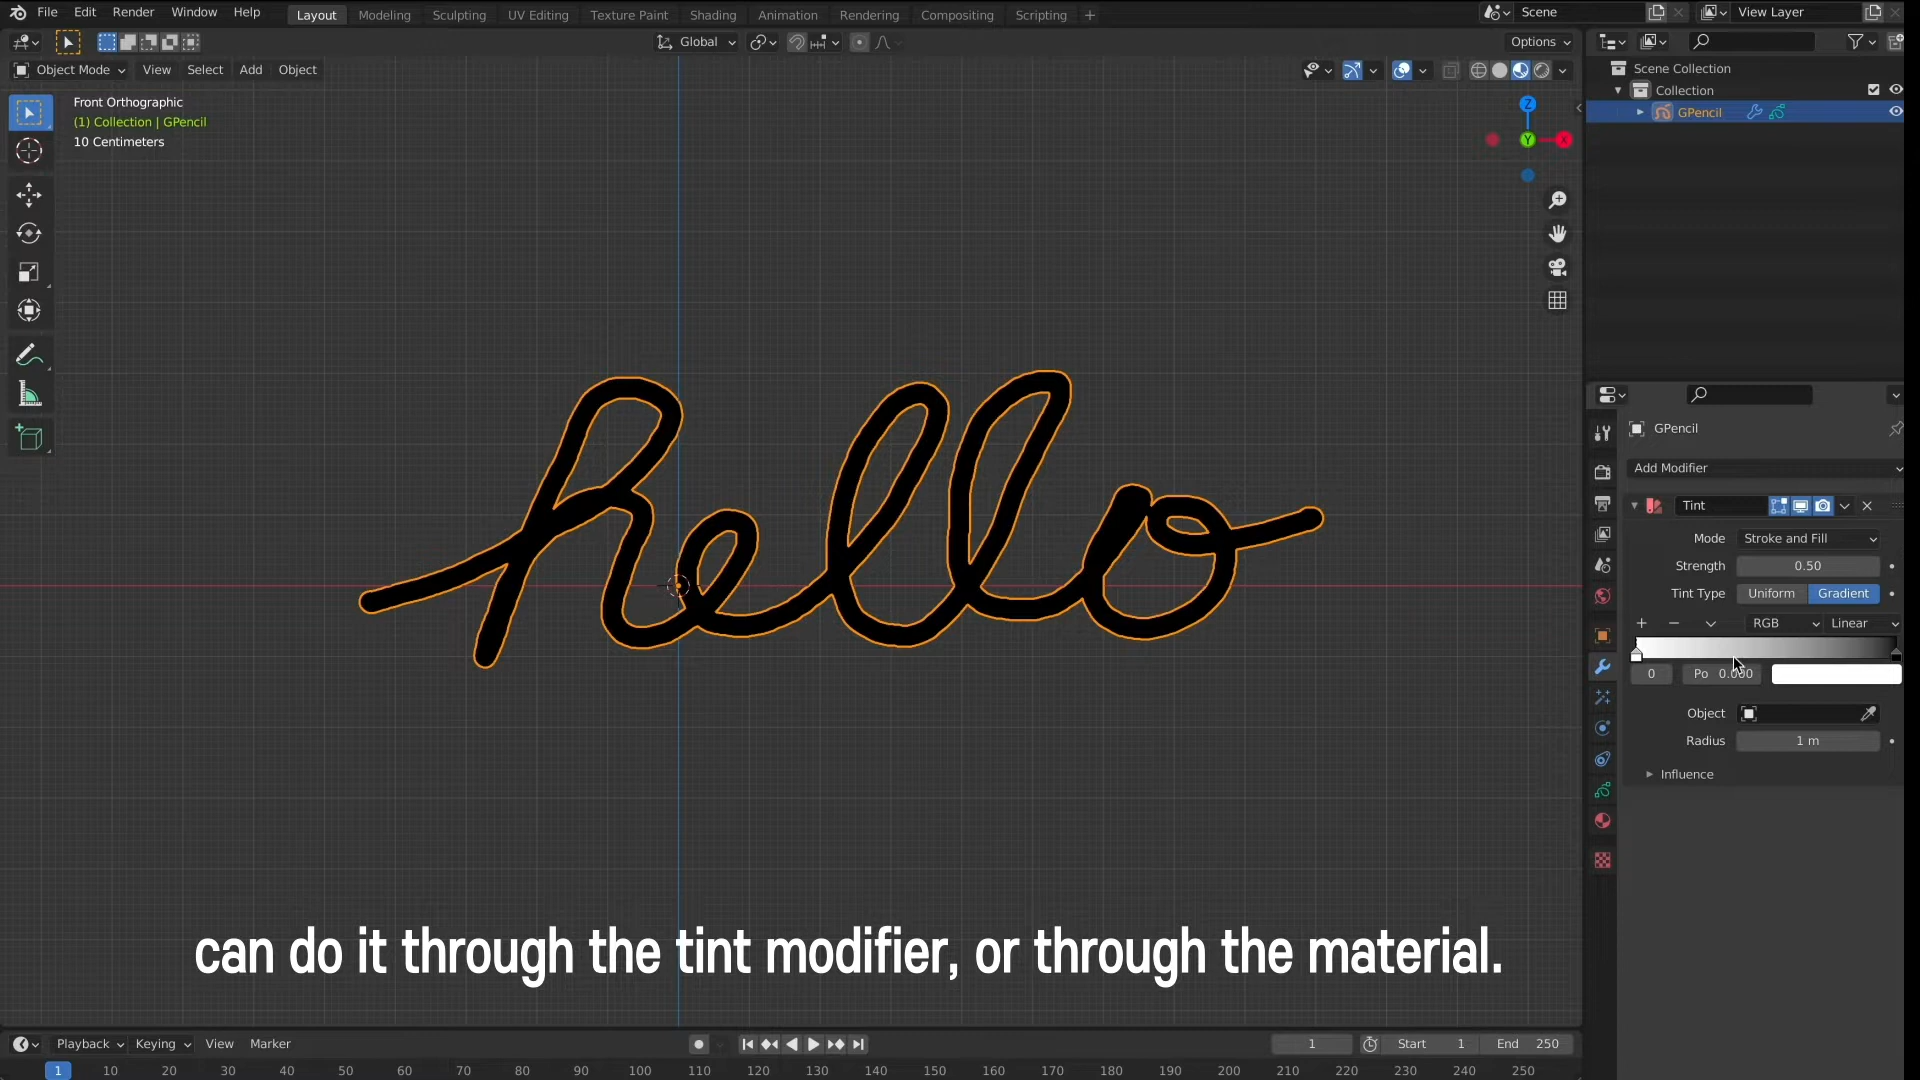 File Edit Render Window Help
Layout Modeling Sculpting UV Editing Texture Paint Shading Animation Rendering Compositing Scripting +
Scene
View Layer
Global
Options
Object Mode View Select Add Object
Front Orthographic
(1) Collection | GPencil
10 Centimeters
Z
Y
X
hello
can do it through the tint modifier, or through the material.
Scene Collection
Collection
GPencil
GPencil
Add Modifier
Tint
Mode Stroke and Fill
Strength 0.50
Tint Type Uniform Gradient
RGB Linear
0 Po 0.000
Object
Radius 1 m
Influence
Playback Keying View Marker
1 Start 1 End 250
1 10 20 30 40 50 60 70 80 90 100 110 120 130 140 150 160 170 180 190 200 210 220 230 240 250